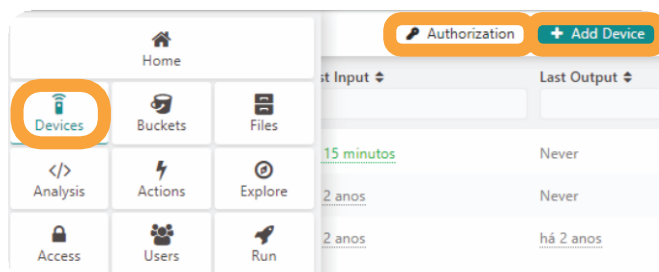 Home
Devices
Buckets
Files
Analysis
Actions
Explore
Access
Users
Run
Authorization
+ Add Device
st Input
Last Output
15 minutos
Never
2 anos
Never
2 anos
há 2 anos